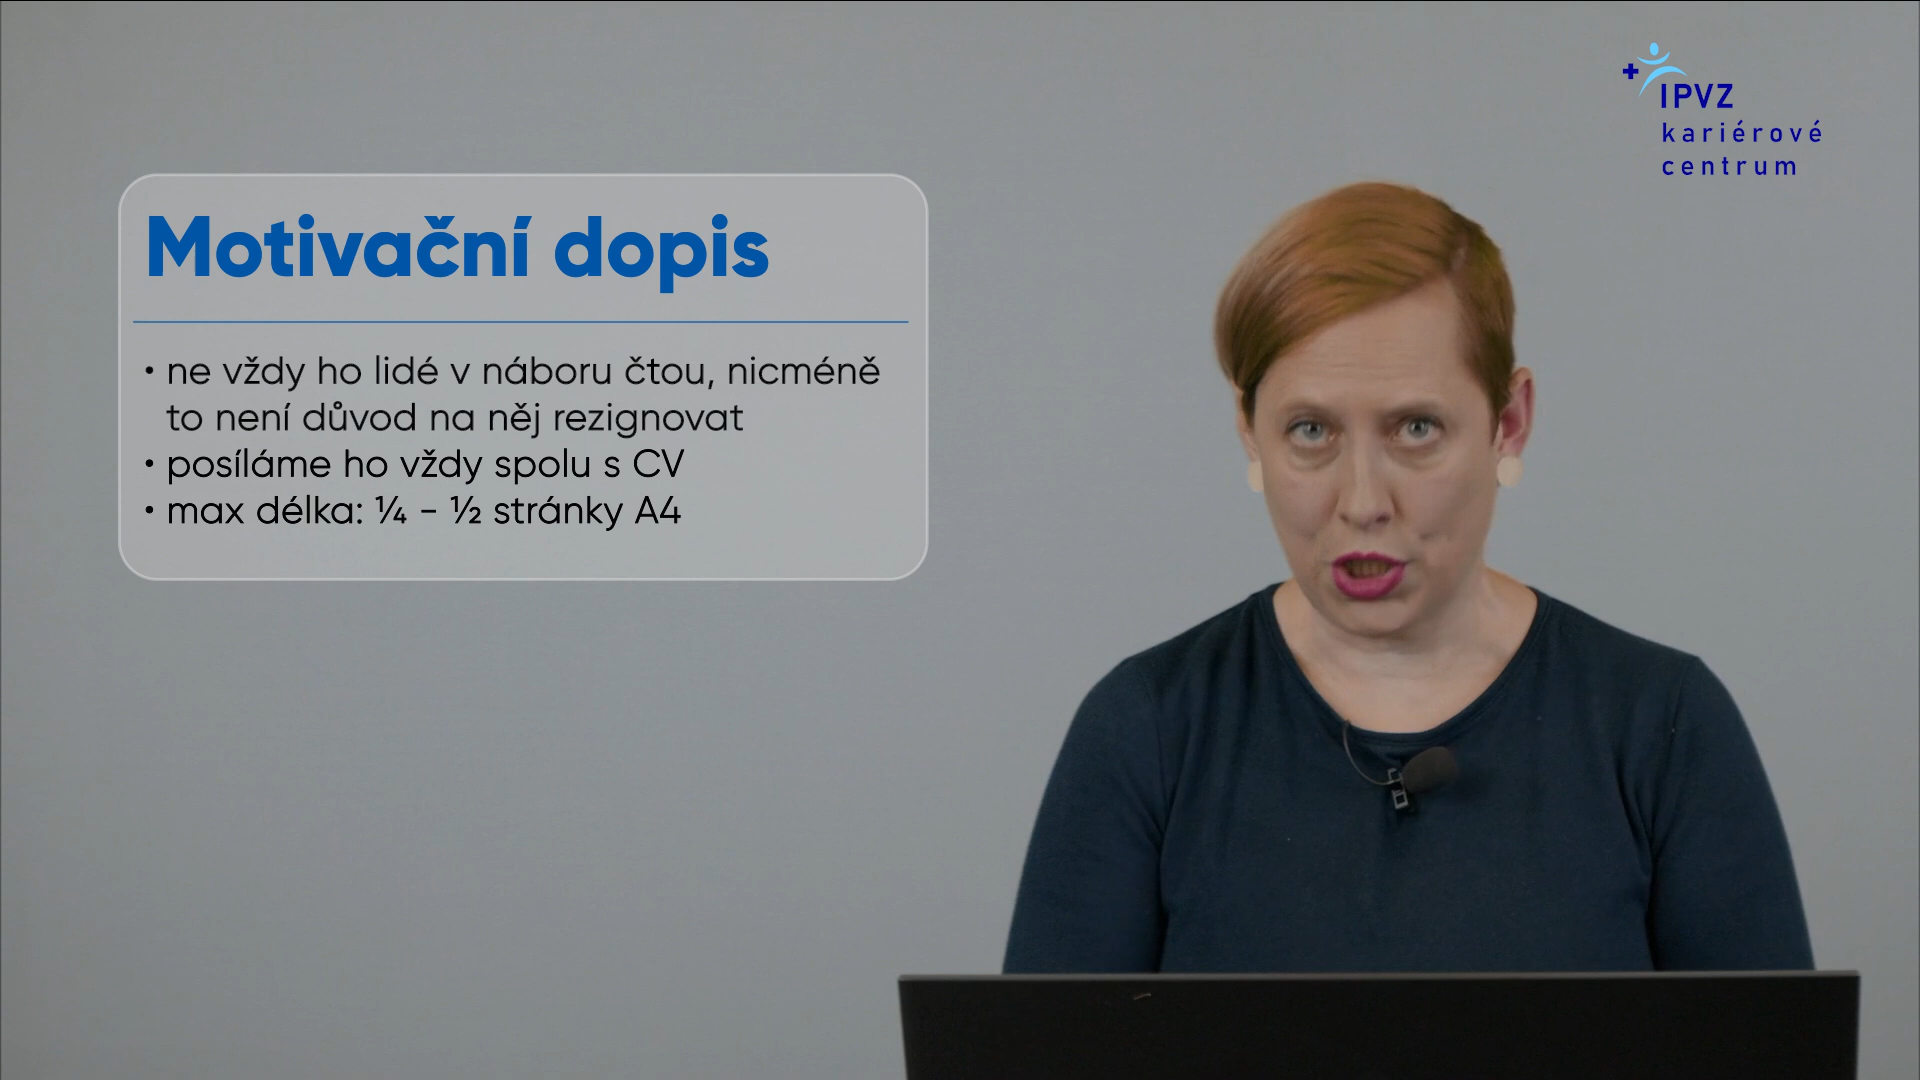 IPVZ
kariérové
centrum
Motivační dopis
• ne vždy ho lidé v náboru čtou, nicméně
to není důvod na něj rezignovat
• posíláme ho vždy spolu s CV
• max délka: ¼ - ½ stránky A4